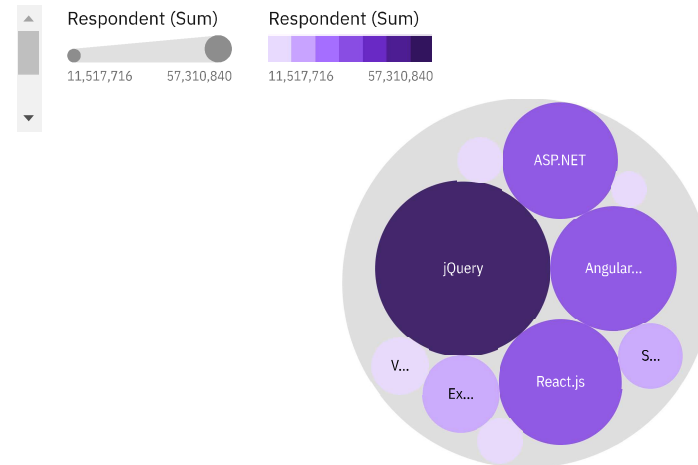 Respondent (Sum)
11,517,716 57,310,840
Respondent (Sum)
11,517,716 57,310,840
ASP.NET
jQuery
Angular...
S...
V...
React.js
Ex...